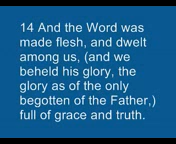 14 And the Word was
made flesh, and dwelt
among us, (and we
beheld his glory, the
glory as of the only
begotten of the Father,)
full of grace and truth.